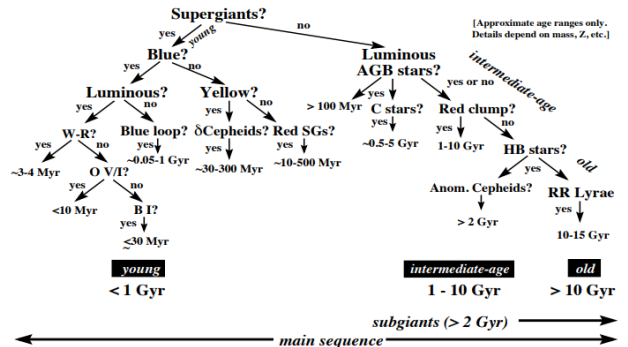 Supergiants?
[Approximate age ranges only.
Details depend on mass, Z, etc.]
yes young no
Blue? Luminous
AGB stars? intermediate-age
yes no yes yes or no
Luminous? Yellow? > 100 Myr C stars? Red clump?
yes no yes no yes yes no
W-R? Blue loop? δCepheids? Red SGs? ~0.5-5 Gyr 1-10 Gyr HB stars?
yes no yes yes yes yes old
~3-4 Myr O V/I? ~0.05-1 Gyr ~30-300 Myr ~10-500 Myr Anom. Cepheids? RR Lyrae
yes no yes
<10 Myr B I? > 2 Gyr 10-15 Gyr
yes
<30 Myr
~
young intermediate-age old
< 1 Gyr 1 - 10 Gyr > 10 Gyr
subgiants (> 2 Gyr)
main sequence